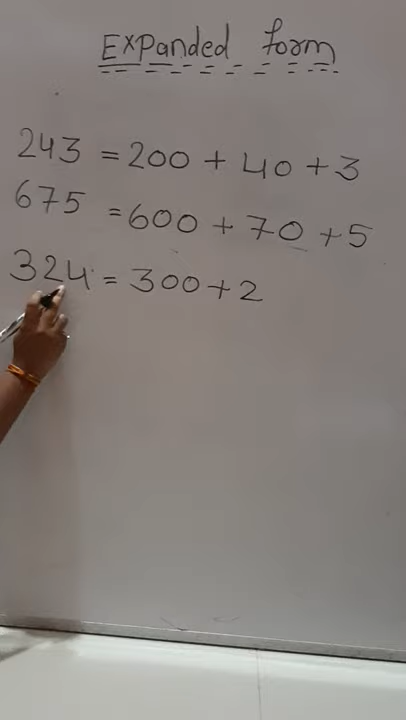 Expanded form
243 = 200 + 40 + 3
675 = 600 + 70 + 5
324 = 300 + 2